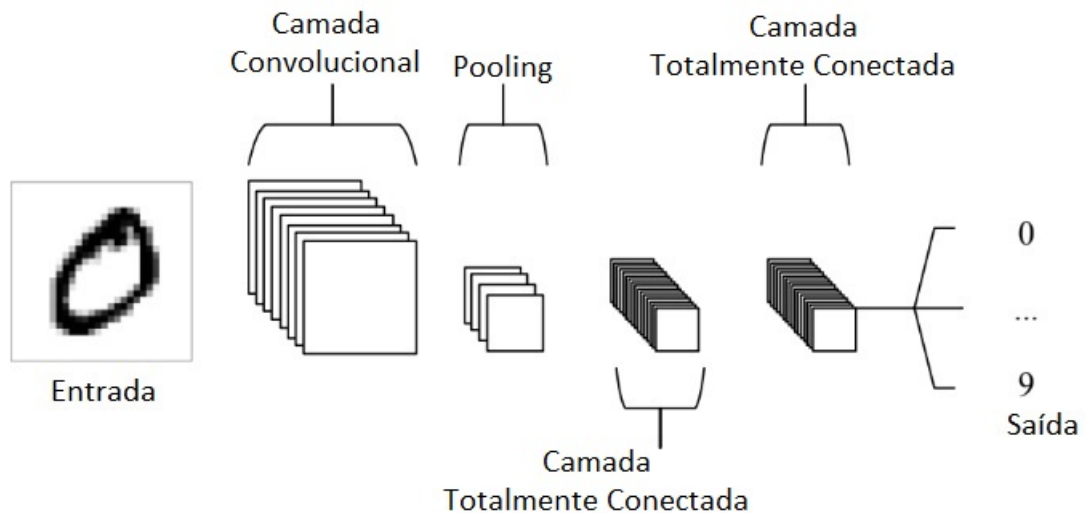 Camada
Convolucional
Pooling
Camada
Totalmente Conectada
Entrada
0
...
9
Saída
Camada
Totalmente Conectada